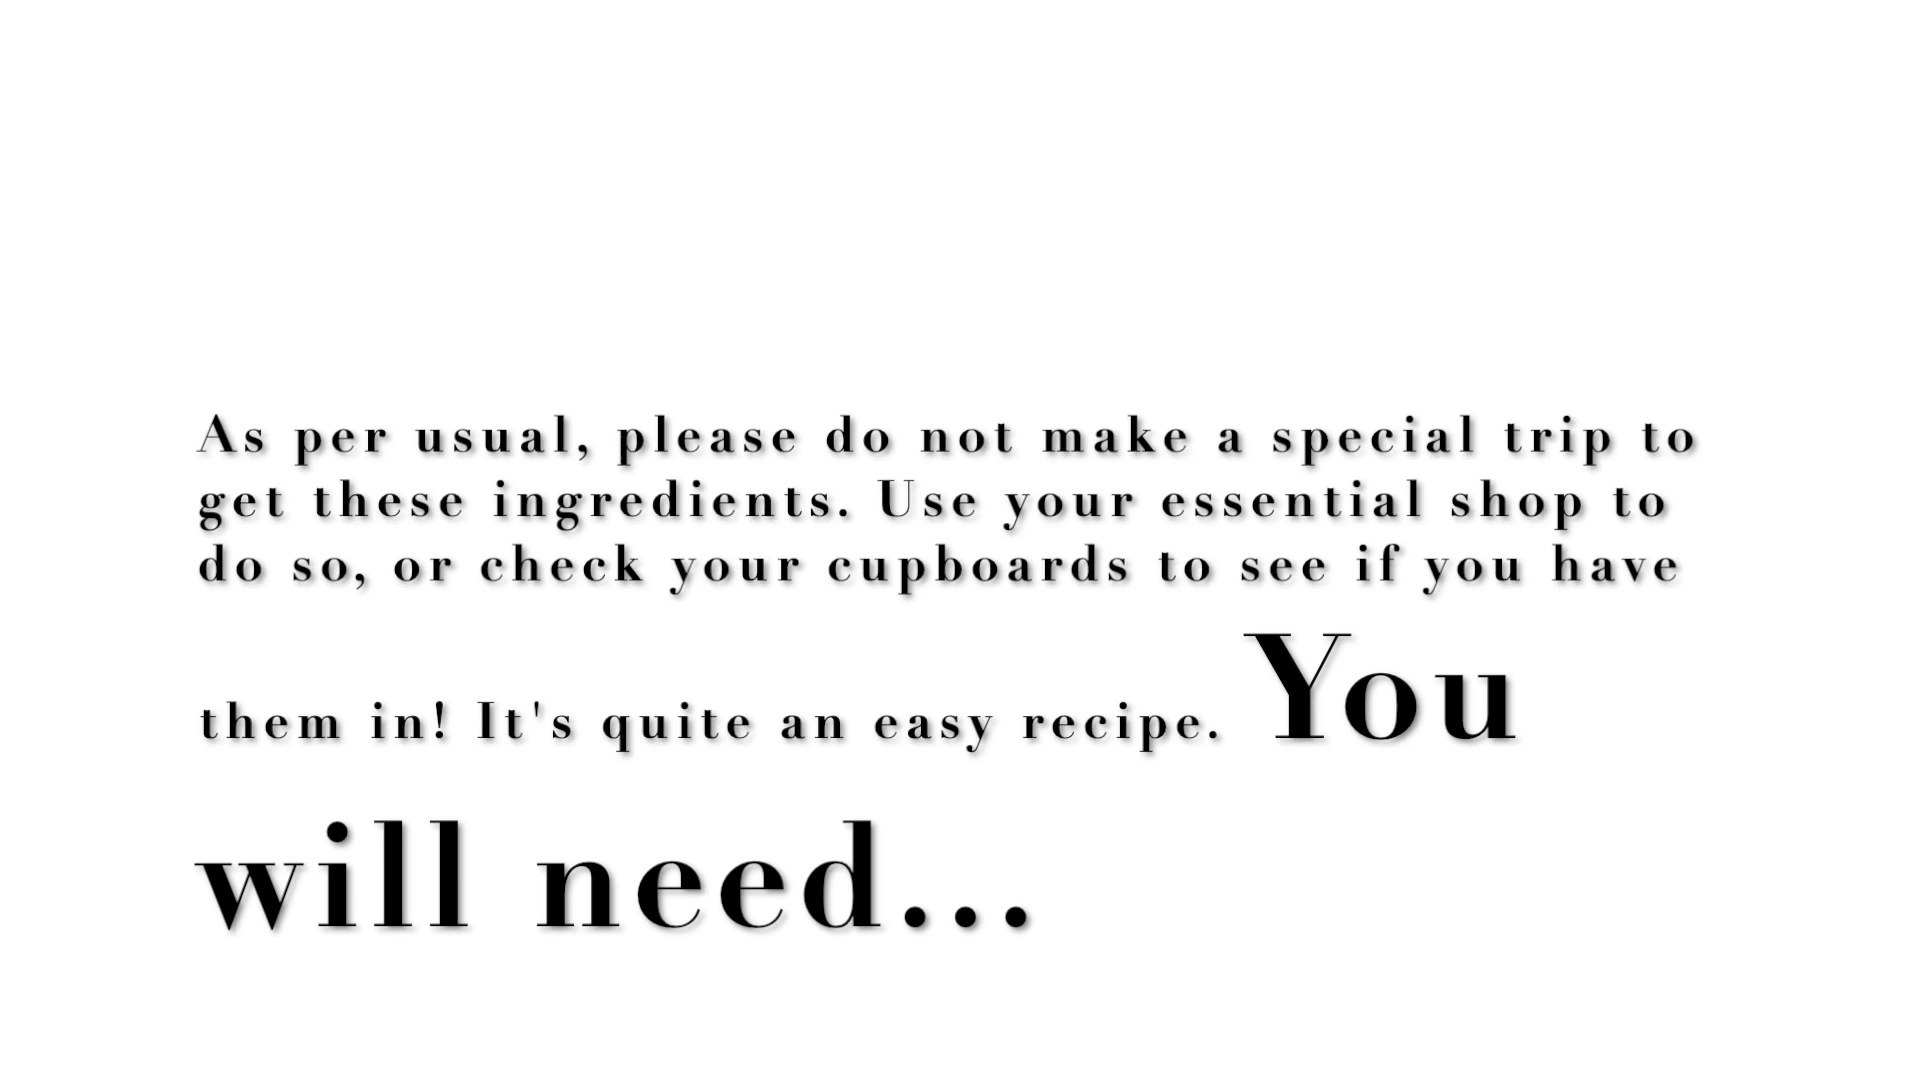 As per usual, please do not make a special trip to
get these ingredients. Use your essential shop to
do so, or check your cupboards to see if you have
them in! It's quite an easy recipe. You
will need...